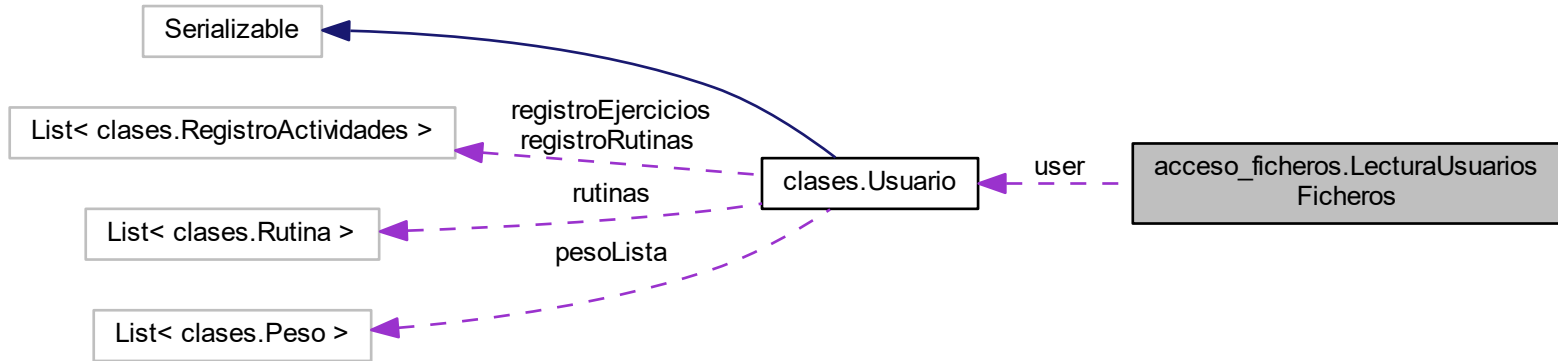 Serializable
List< clases.RegistroActividades >
registroEjercicios
registroRutinas
clases.Usuario
user
acceso_ficheros.LecturaUsuarios
Ficheros
rutinas
List< clases.Rutina >
pesoLista
List< clases.Peso >